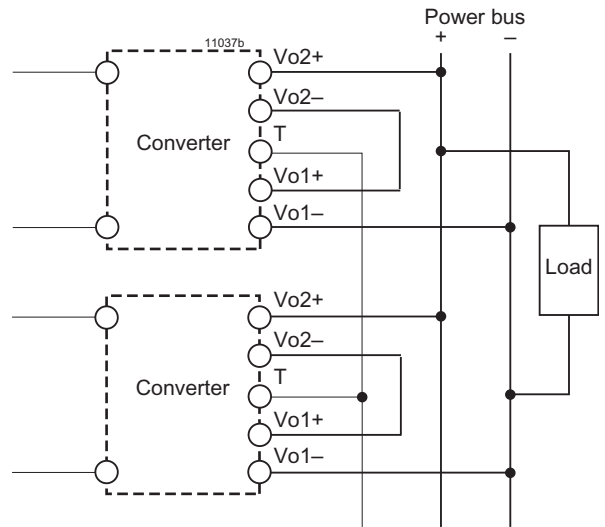 Power bus
+ –
11037b
Vo2+
Vo2–
T
Converter
Vo1+
Vo1–
Load
Vo2+
Vo2–
T
Converter
Vo1+
Vo1–